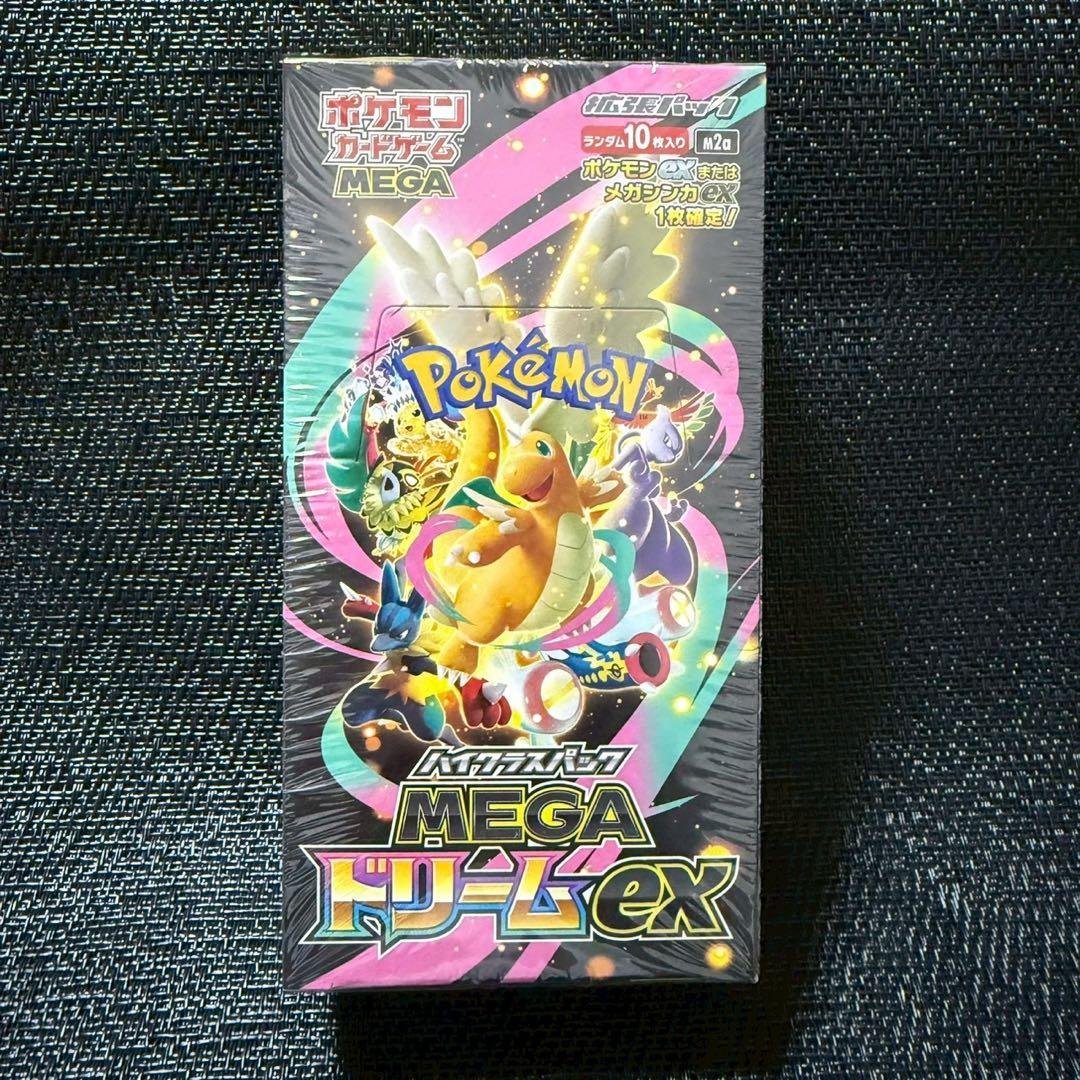 ポケモン
カードゲーム
MEGA
拡張パック
ランダム10枚入り M2a
ポケモンexまたは
メガシンカex
1枚確定!
POKéMON
ハイクラスパック
MEGA
ドリームex